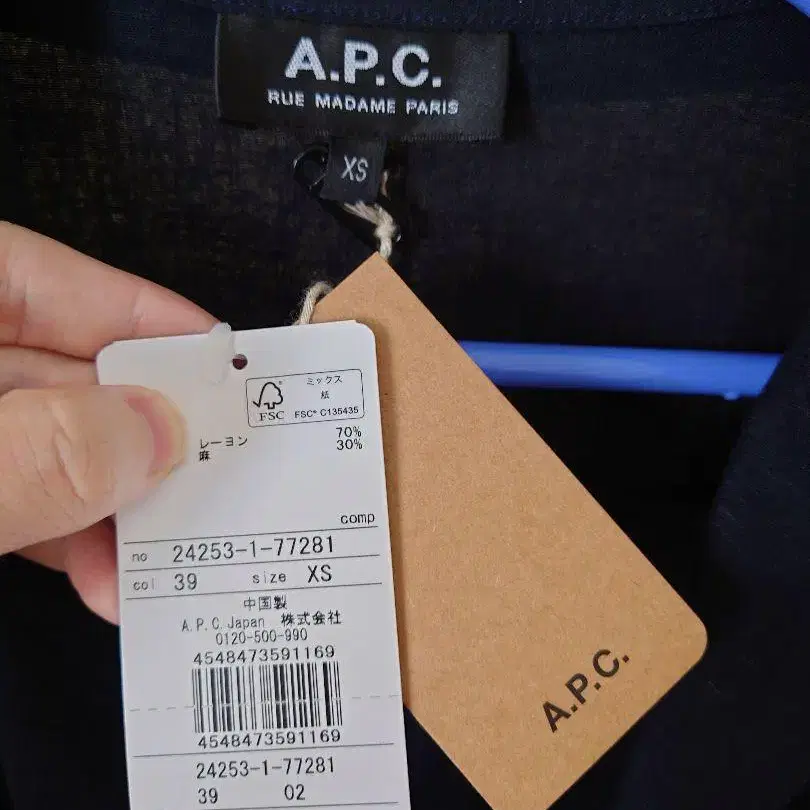 A.P.C.
RUE MADAME PARIS
XS
FSC
ミックス
紙
FSC® C135435
レーヨン 70%
麻 30%
comp
no 24253-1-77281
col 39 size XS
中国製
A.P.C.Japan 株式会社
0120-500-990
4548473591169
4548473591169
24253-1-77281
39 02
A.P.C.